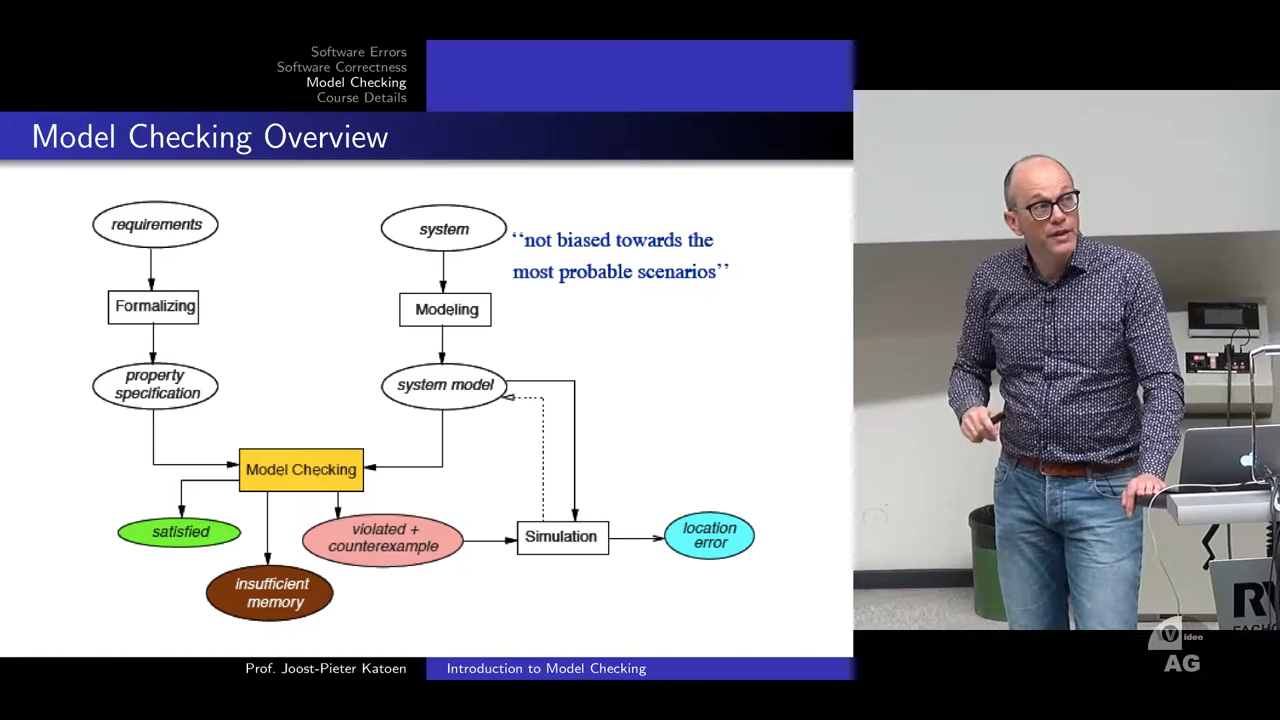 Software Errors
Software Correctness
Model Checking
Course Details
Model Checking Overview
requirements
system
‘‘not biased towards the
most probable scenarios’’
Formalizing
Modeling
property
specification
system model
Model Checking
satisfied
violated +
counterexample
Simulation
location
error
insufficient
memory
Prof. Joost-Pieter Katoen
Introduction to Model Checking
Video
AG